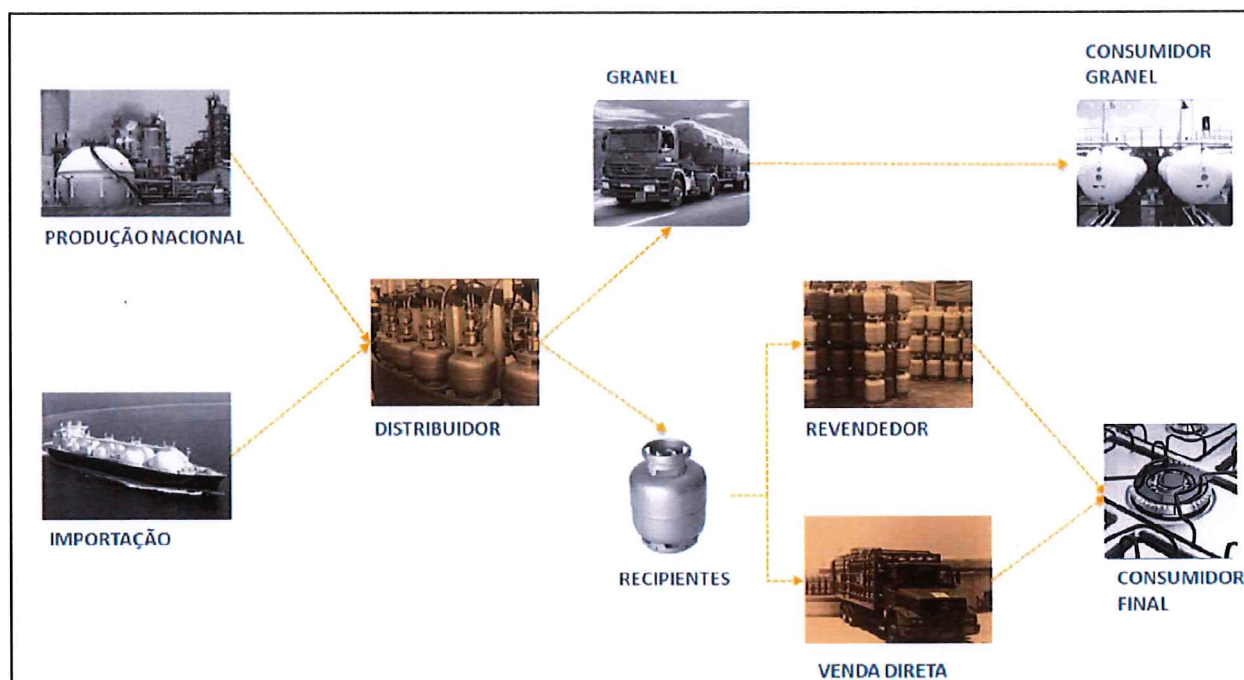 GRANEL
CONSUMIDOR
GRANEL
PRODUÇÃO NACIONAL
DISTRIBUIDOR
REVENDEDOR
IMPORTAÇÃO
RECIPIENTES
CONSUMIDOR
FINAL
VENDA DIRETA